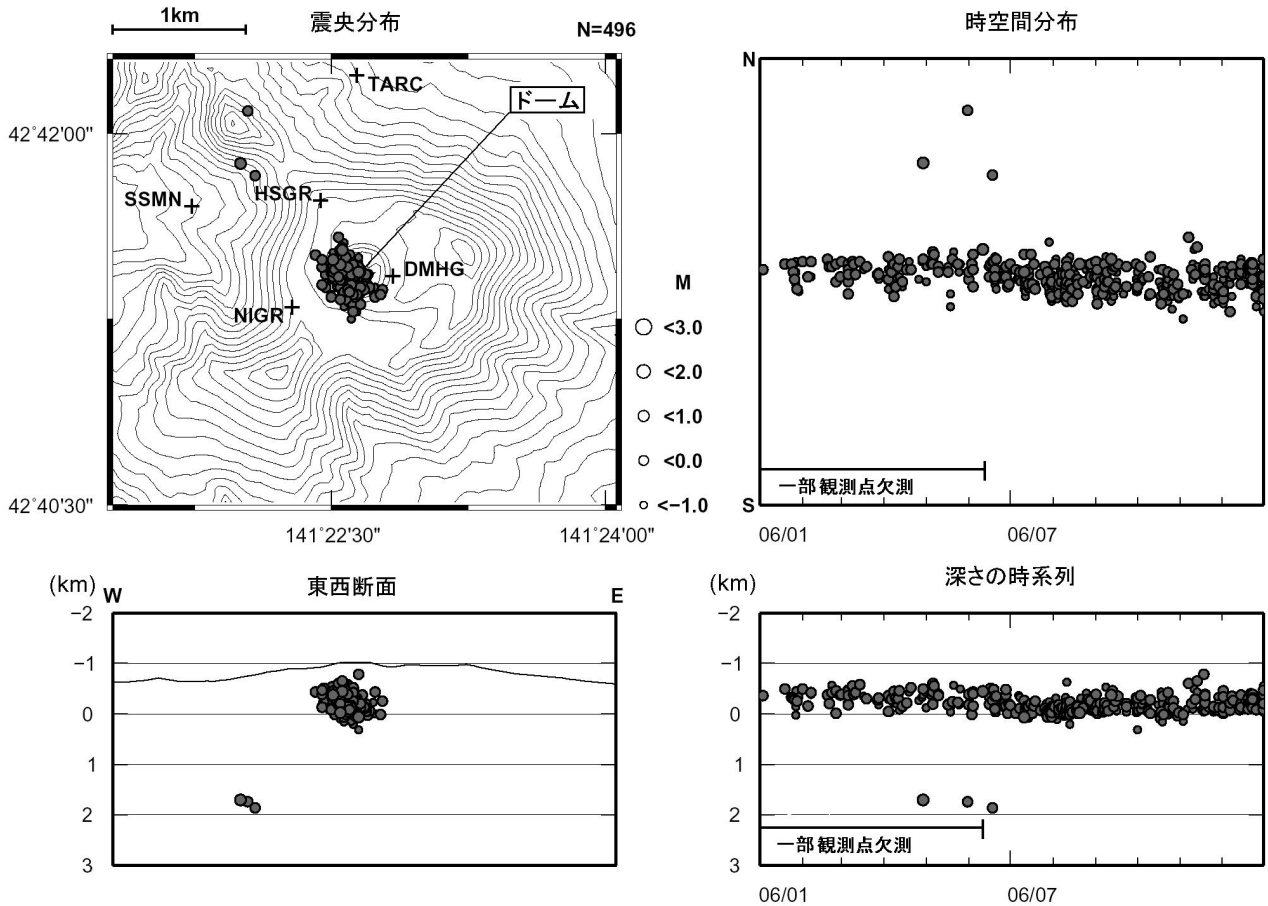 1km
震央分布
N=496
TARC
ドーム
42˚42'00"
SSMN
HSGR
DMHG
NIGR
42˚40'30"
141˚22'30"
141˚24'00"
M
<3.0
<2.0
<1.0
<0.0
<−1.0
時空間分布
N
S
一部観測点欠測
06/01
06/07
(km)
W
東西断面
E
−2
−1
0
1
2
3
(km)
深さの時系列
−2
−1
0
1
2
3
一部観測点欠測
06/01
06/07